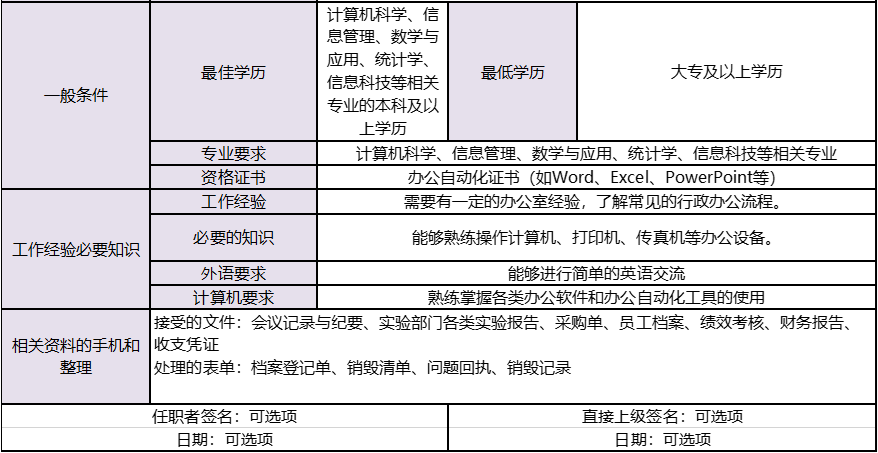 一般条件
最佳学历
计算机科学、信
息管理、数学与
应用、统计学、
信息科技等相关
专业的本科及以
上学历
最低学历
大专及以上学历
专业要求
计算机科学、信息管理、数学与应用、统计学、信息科技等相关专业
资格证书
办公自动化证书（如Word、Excel、PowerPoint等）
工作经验必要知识
工作经验
需要有一定的办公室经验，了解常见的行政办公流程。
必要的知识
能够熟练操作计算机、打印机、传真机等办公设备。
外语要求
能够进行简单的英语交流
计算机要求
熟练掌握各类办公软件和办公自动化工具的使用
相关资料的手机和
整理
接受的文件：会议记录与纪要、实验部门各类实验报告、采购单、员工档案、绩效考核、财务报告、
收支凭证
处理的表单：档案登记单、销毁清单、问题回执、销毁记录
任职者签名：可选项
直接上级签名：可选项
日期：可选项
日期：可选项